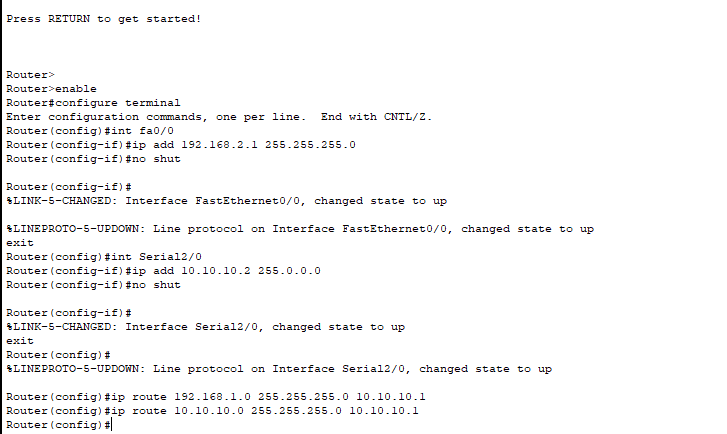 Press RETURN to get started!
Router>
Router>enable
Router#configure terminal
Enter configuration commands, one per line.  End with CNTL/Z.
Router(config)#int fa0/0
Router(config-if)#ip add 192.168.2.1 255.255.255.0
Router(config-if)#no shut
Router(config-if)#
%LINK-5-CHANGED: Interface FastEthernet0/0, changed state to up
%LINEPROTO-5-UPDOWN: Line protocol on Interface FastEthernet0/0, changed state to up
exit
Router(config)#int Serial2/0
Router(config-if)#ip add 10.10.10.2 255.0.0.0
Router(config-if)#no shut
Router(config-if)#
%LINK-5-CHANGED: Interface Serial2/0, changed state to up
exit
Router(config)#
%LINEPROTO-5-UPDOWN: Line protocol on Interface Serial2/0, changed state to up
Router(config)#ip route 192.168.1.0 255.255.255.0 10.10.10.1
Router(config)#ip route 10.10.10.0 255.255.255.0 10.10.10.1
Router(config)#